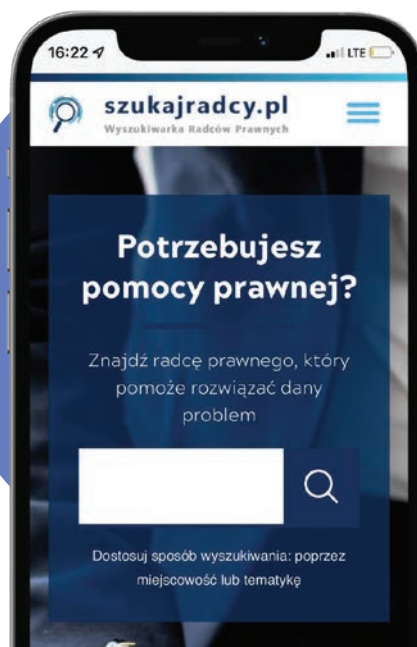 16:22
LTE
szukajradcy.pl
Wyszukiwarka Radców Prawnych
Potrzebujesz
pomocy prawnej?
Znajdź radcę prawnego, który
pomoże rozwiązać dany
problem
Dostosuj sposób wyszukiwania: poprzez
miejscowość lub tematykę